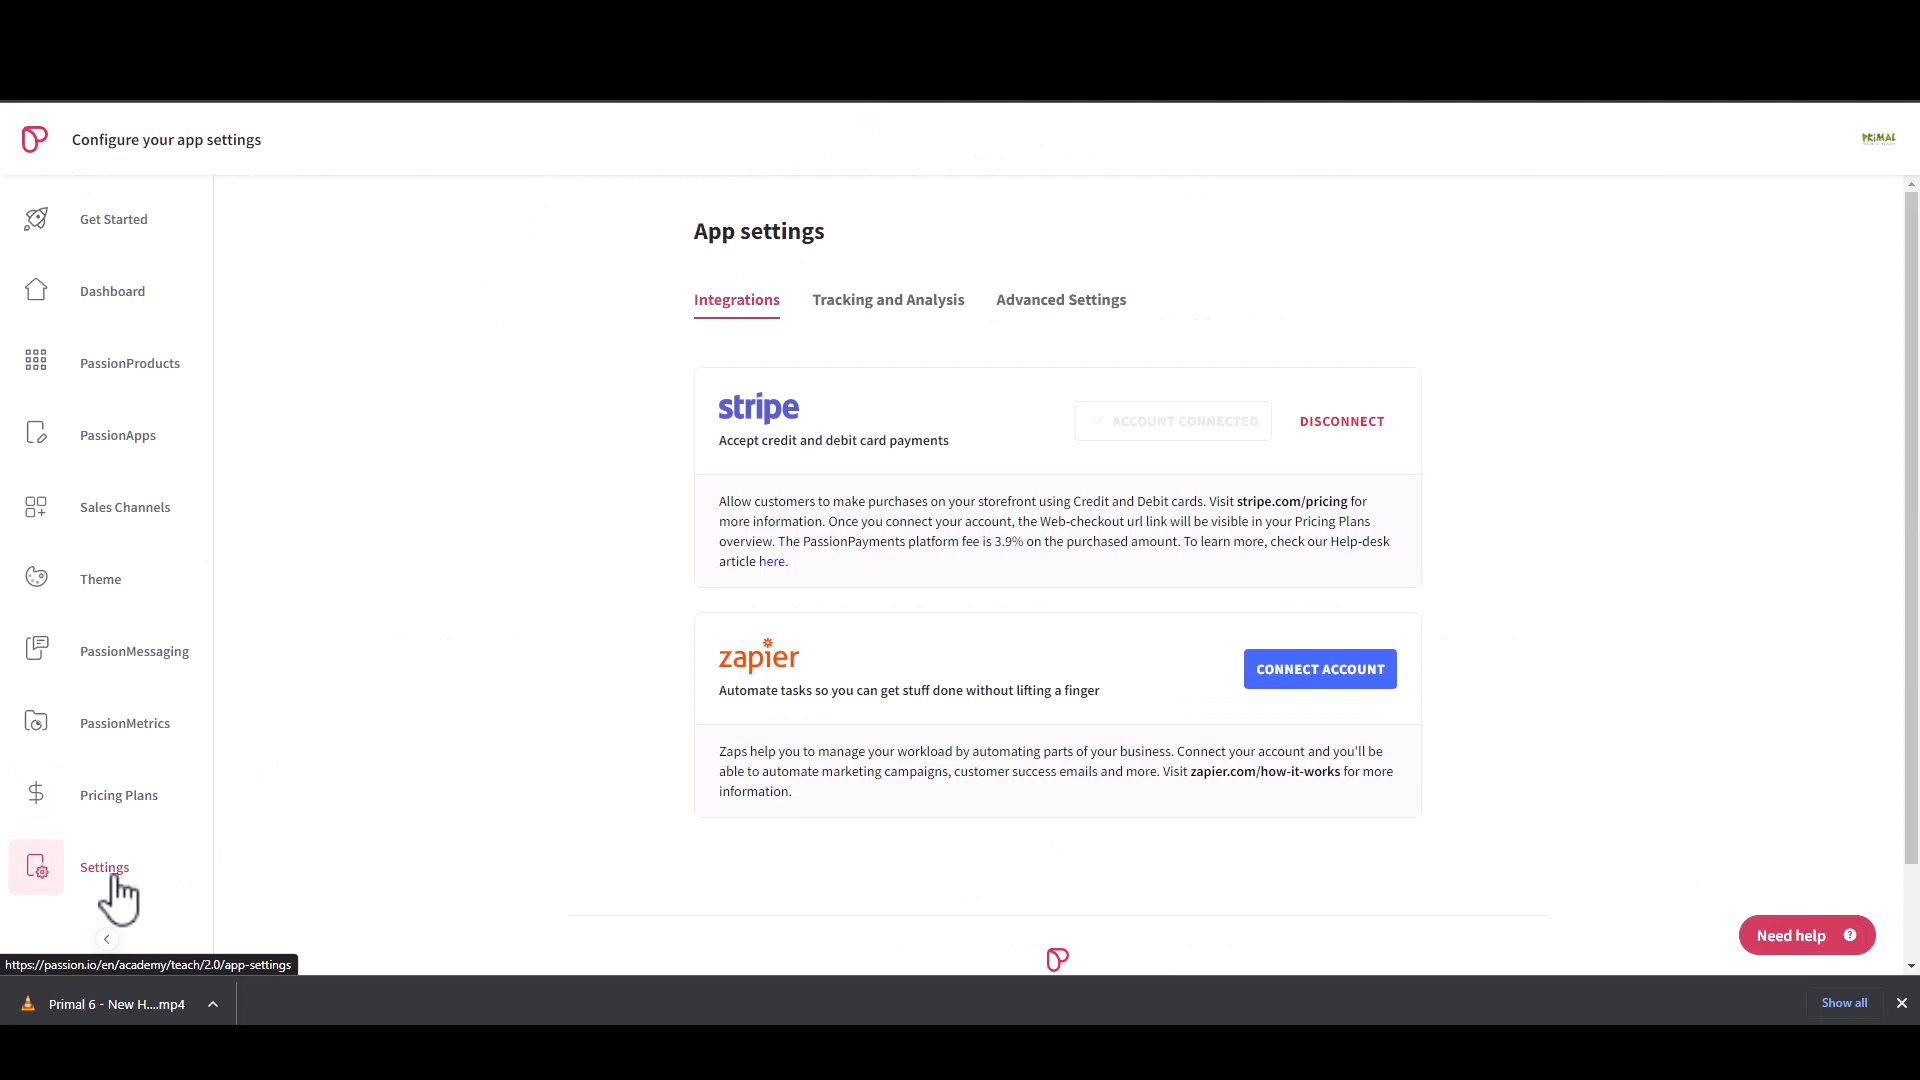 Configure your app settings
PRIMAL
Get Started
Dashboard
PassionProducts
PassionApps
Sales Channels
Theme
PassionMessaging
PassionMetrics
Pricing Plans
Settings
App settings
Integrations
Tracking and Analysis
Advanced Settings
stripe
Accept credit and debit card payments
ACCOUNT CONNECTED
DISCONNECT
Allow customers to make purchases on your storefront using Credit and Debit cards. Visit stripe.com/pricing for
more information. Once you connect your account, the Web-checkout url link will be visible in your Pricing Plans
overview. The PassionPayments platform fee is 3.9% on the purchased amount. To learn more, check our Help-desk
article here.
zapier
Automate tasks so you can get stuff done without lifting a finger
CONNECT ACCOUNT
Zaps help you to manage your workload by automating parts of your business. Connect your account and you'll be
able to automate marketing campaigns, customer success emails and more. Visit zapier.com/how-it-works for more
information.
Need help ?
https://passion.io/en/academy/teach/2.0/app-settings
Primal 6 - New H....mp4
Show all